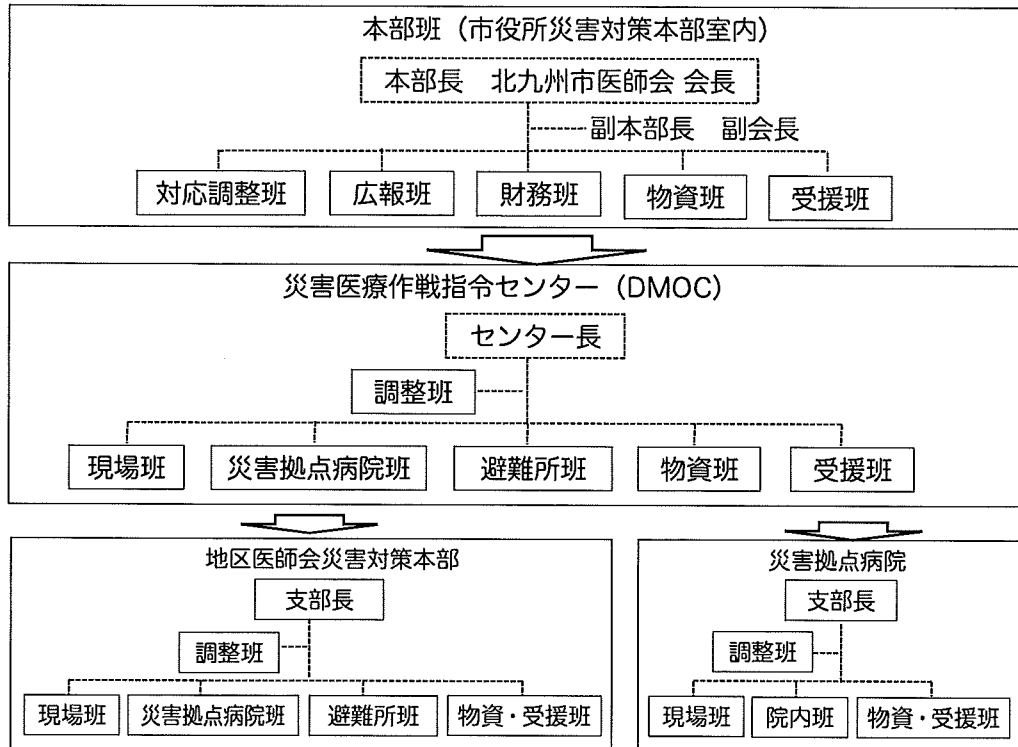 本部班（市役所災害対策本部室内）
本部長　北九州市医師会 会長
副本部長　副会長
対応調整班　広報班　財務班　物資班　受援班
災害医療作戦指令センター（DMOC）
センター長
調整班
現場班　災害拠点病院班　避難所班　物資班　受援班
地区医師会災害対策本部
支部長
調整班
現場班　災害拠点病院班　避難所班　物資・受援班
災害拠点病院
支部長
調整班
現場班　院内班　物資・受援班